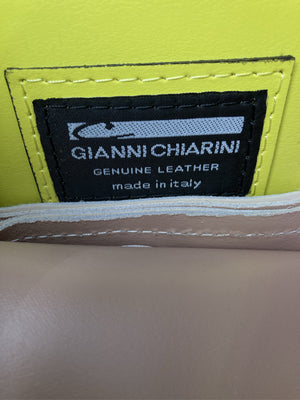 GIANNI CHIARINI
GENUINE LEATHER
made in italy